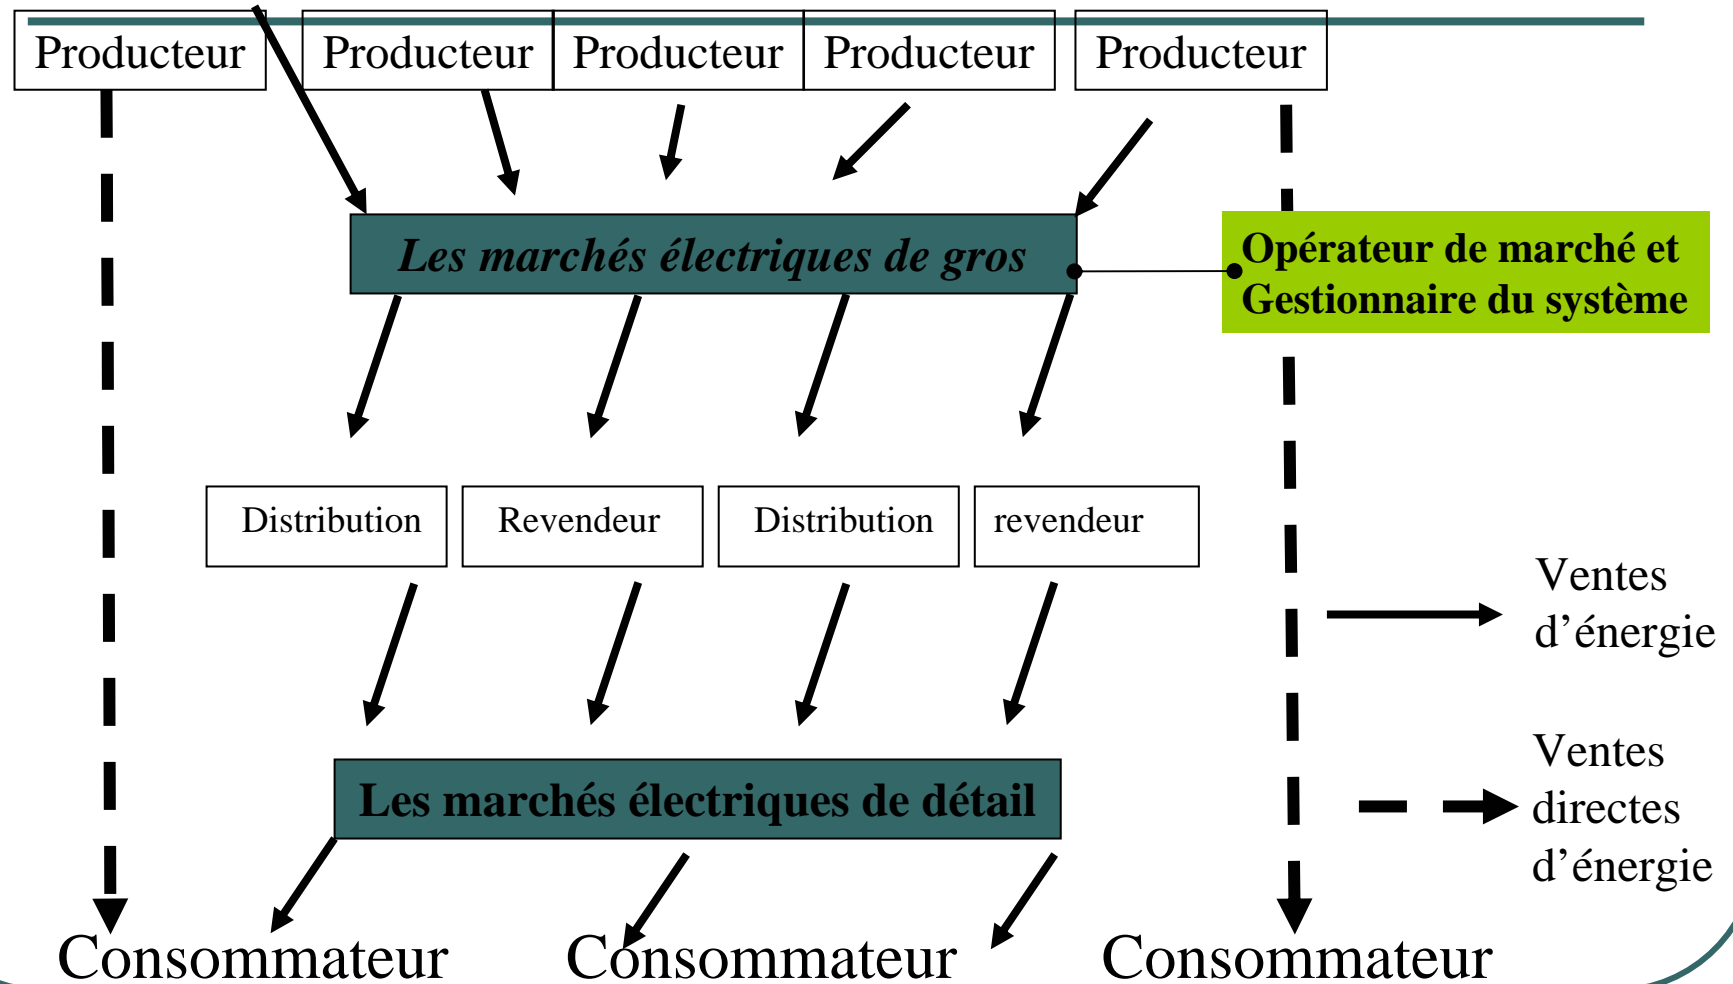 Producteur
Producteur
Producteur
Producteur
Producteur
Les marchés électriques de gros
Opérateur de marché et
Gestionnaire du système
Distribution
Revendeur
Distribution
revendeur
Ventes
d’énergie
Les marchés électriques de détail
Ventes
directes
d’énergie
Consommateur
Consommateur
Consommateur